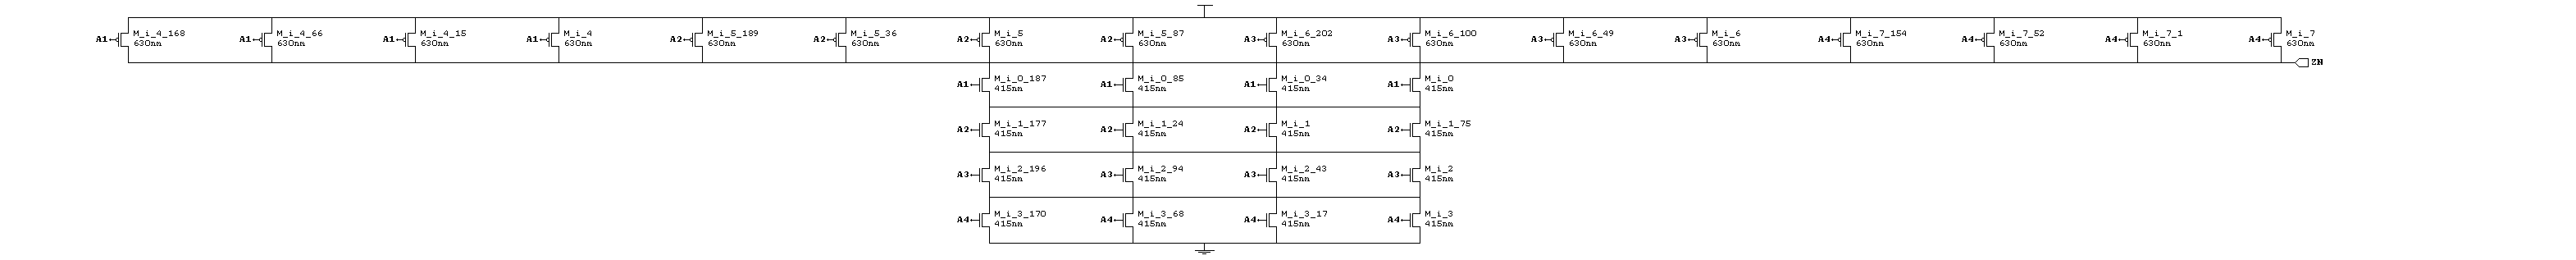 A1 M_i_4_168 630nm A1 M_i_4_66 630nm A1 M_i_4_15 630nm A1 M_i_4 630nm A2 M_i_5_189 630nm A2 M_i_5_36 630nm A2 M_i_5 630nm A2 M_i_5_87 630nm A3 M_i_6_202 630nm A3 M_i_6_100 630nm A3 M_i_6_49 630nm A3 M_i_6 630nm A4 M_i_7_154 630nm A4 M_i_7_52 630nm A4 M_i_7_1 630nm A4 M_i_7 630nm
ZN
A1 M_i_0_187 415nm A1 M_i_0_85 415nm A1 M_i_0_34 415nm A1 M_i_0 415nm
A2 M_i_1_177 415nm A2 M_i_1_24 415nm A2 M_i_1 415nm A2 M_i_1_75 415nm
A3 M_i_2_196 415nm A3 M_i_2_94 415nm A3 M_i_2_43 415nm A3 M_i_2 415nm
A4 M_i_3_170 415nm A4 M_i_3_68 415nm A4 M_i_3_17 415nm A4 M_i_3 415nm